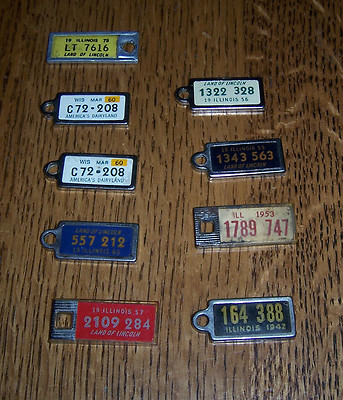 19 ILLINOIS 75
LT 7616
LAND OF LINCOLN
WIS MAR 60
C72-208
AMERICA'S DAIRYLAND
WIS MAR 60
C72-208
AMERICA'S DAIRYLAND
LAND OF LINCOLN
557 212
19 ILLINOIS
19 ILLINOIS 57
2109 284
LAND OF LINCOLN
LAND OF LINCOLN
1322 328
19 ILLINOIS 56
19 ILLINOIS
1343 563
LAND OF LINCOLN
ILL 1953
1789 747
164 388
ILLINOIS 1942